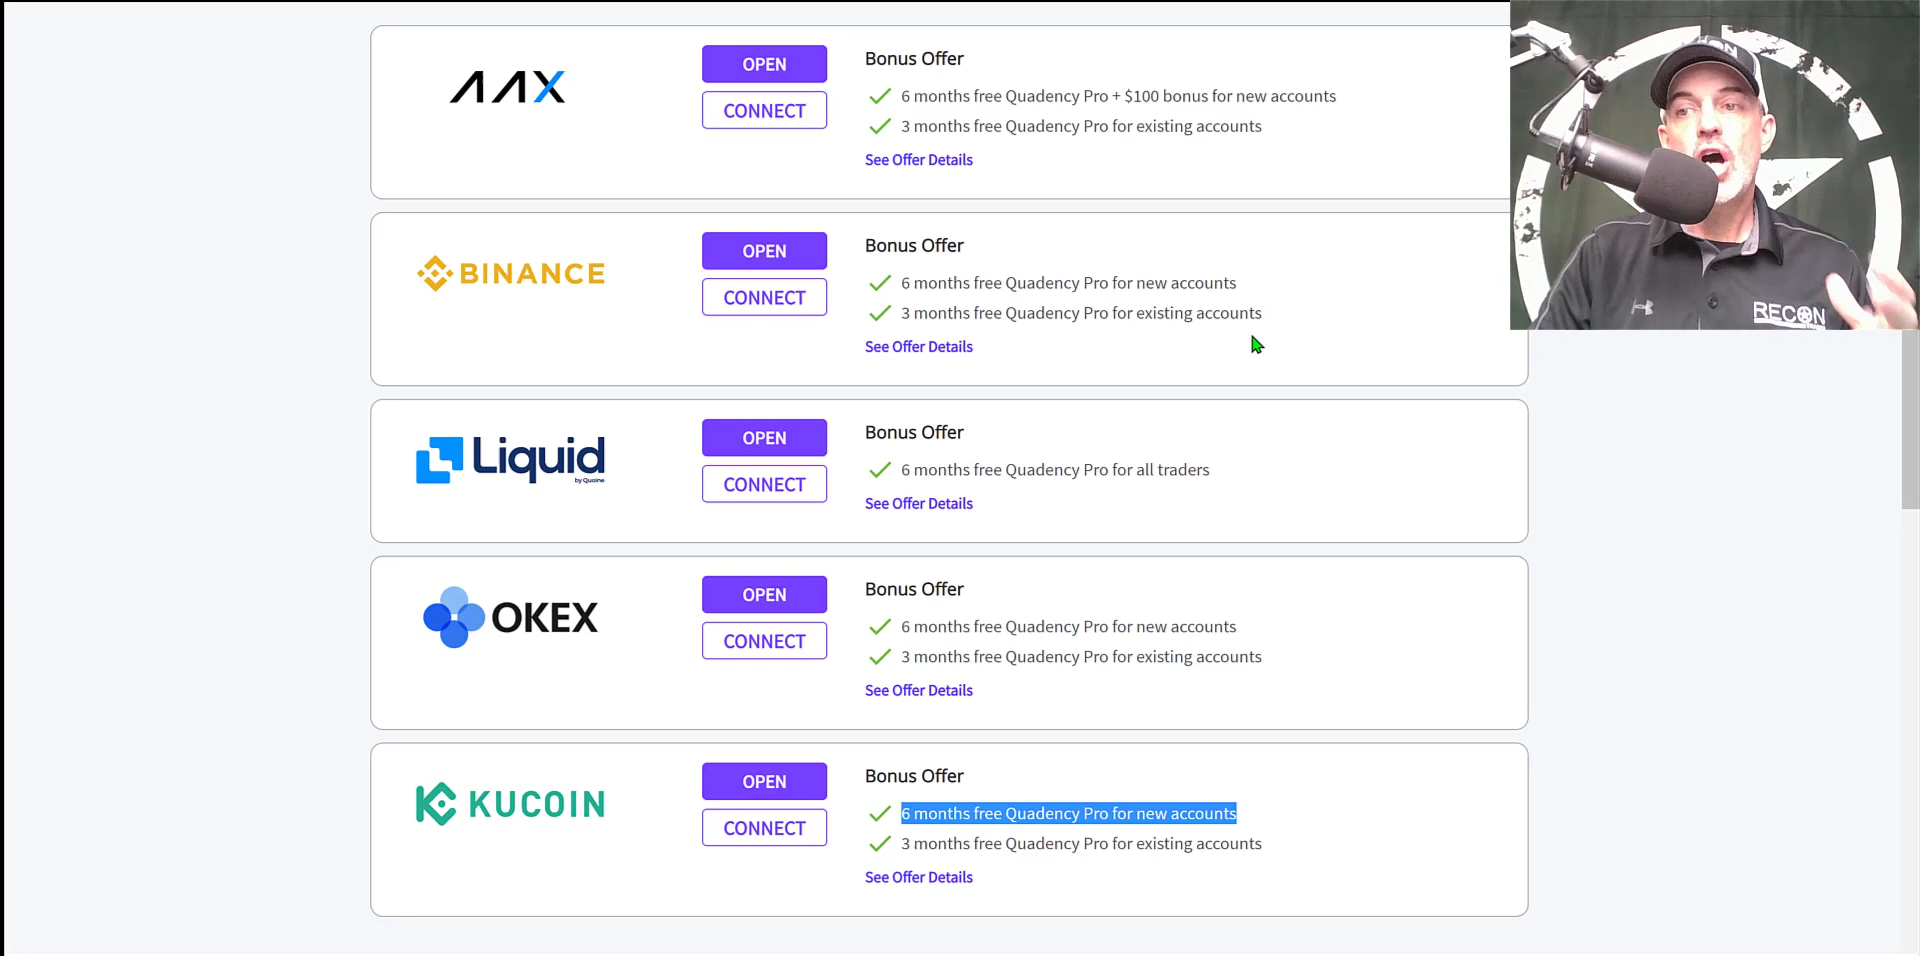 AAX
OPEN
CONNECT
Bonus Offer
6 months free Quadency Pro + $100 bonus for new accounts
3 months free Quadency Pro for existing accounts
See Offer Details
BINANCE
OPEN
CONNECT
Bonus Offer
6 months free Quadency Pro for new accounts
3 months free Quadency Pro for existing accounts
See Offer Details
Liquid
by Quoine
OPEN
CONNECT
Bonus Offer
6 months free Quadency Pro for all traders
See Offer Details
OKEX
OPEN
CONNECT
Bonus Offer
6 months free Quadency Pro for new accounts
3 months free Quadency Pro for existing accounts
See Offer Details
KUCOIN
OPEN
CONNECT
Bonus Offer
6 months free Quadency Pro for new accounts
3 months free Quadency Pro for existing accounts
See Offer Details
RECON